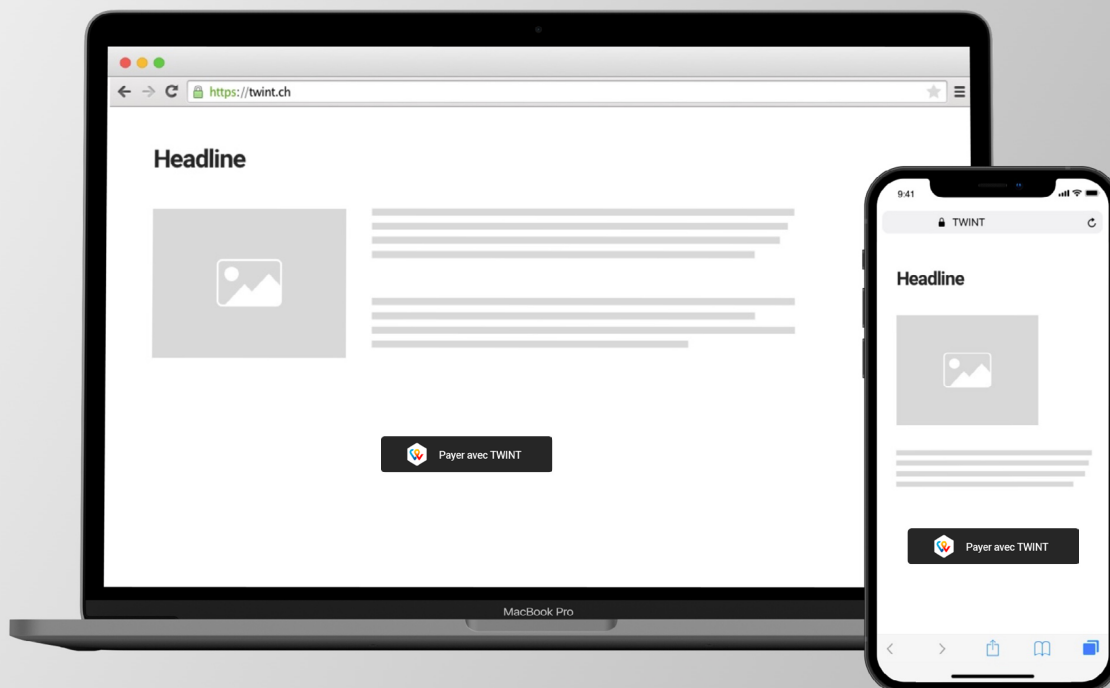 https://twint.ch
Headline
Payer avec TWINT
MacBook Pro
9:41
TWINT
Headline
Payer avec TWINT